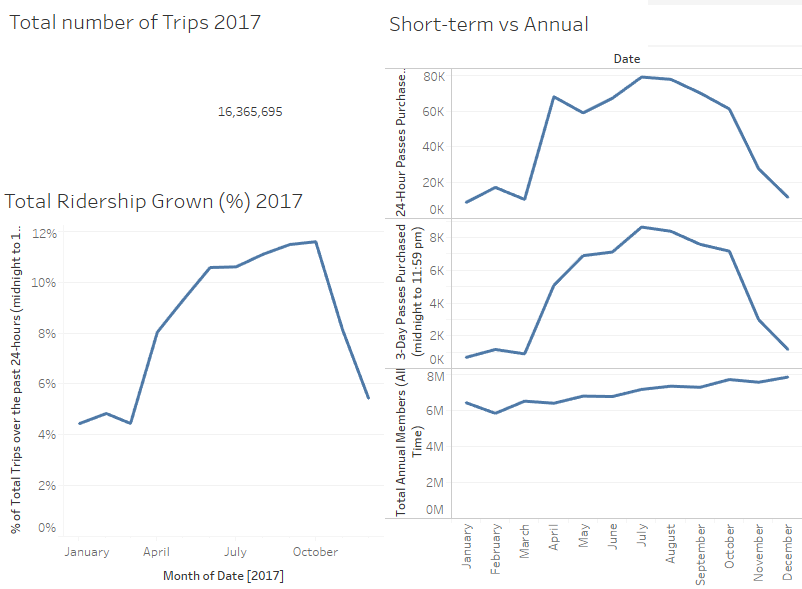 Total number of Trips 2017
16,365,695
Total Ridership Grown (%) 2017
% of Total Trips over the past 24-hours (midnight to 1..
12%
10%
8%
6%
4%
2%
0%
January
April
July
October
Month of Date [2017]
Short-term vs Annual
Date
24-Hour Passes Purchase..
80K
60K
40K
20K
0K
3-Day Passes Purchased
(midnight to 11:59 pm)
8K
6K
4K
2K
0K
Total Annual Members (All
Time)
8M
6M
4M
2M
0M
January
February
March
April
May
June
July
August
September
October
November
December